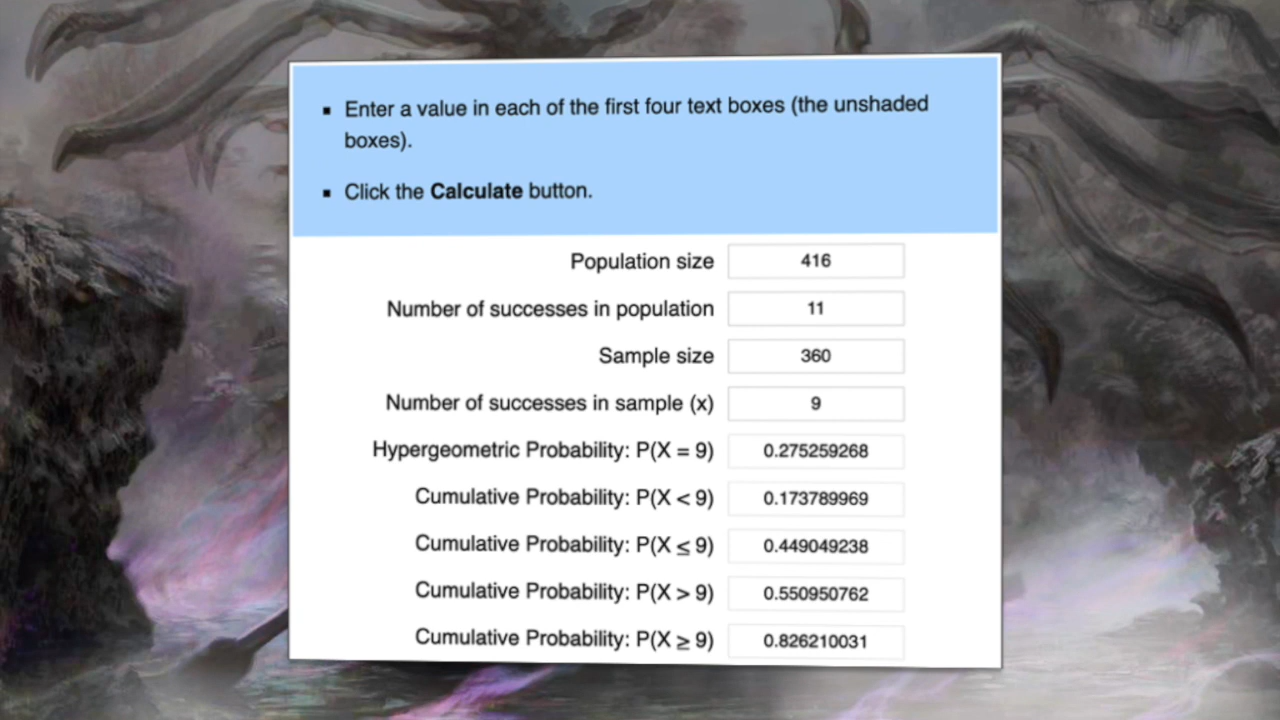 ▪ Enter a value in each of the first four text boxes (the unshaded
boxes).
▪ Click the Calculate button.
Population size 416
Number of successes in population 11
Sample size 360
Number of successes in sample (x) 9
Hypergeometric Probability: P(X = 9) 0.275259268
Cumulative Probability: P(X < 9) 0.173789969
Cumulative Probability: P(X ≤ 9) 0.449049238
Cumulative Probability: P(X > 9) 0.550950762
Cumulative Probability: P(X ≥ 9) 0.826210031